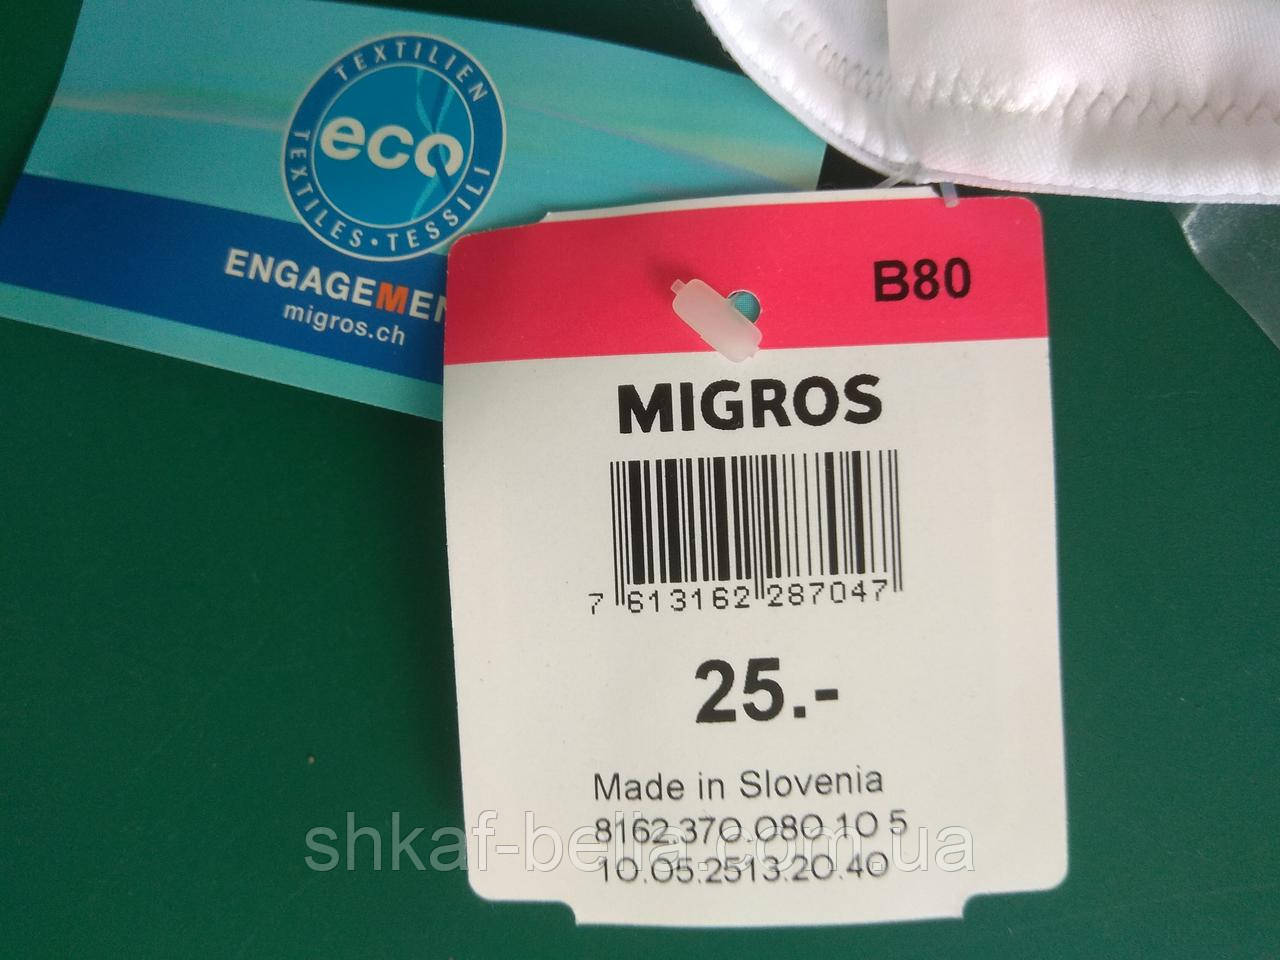 TEXTILIEN
eco
TEXTILES • TESSILI
ENGAGEMEN
migros.ch
B80
MIGROS
7 613162 287047
25.-
Made in Slovenia
8162.370.080.10 5
10.05.2513.20.40
shkaf-bella.com.ua